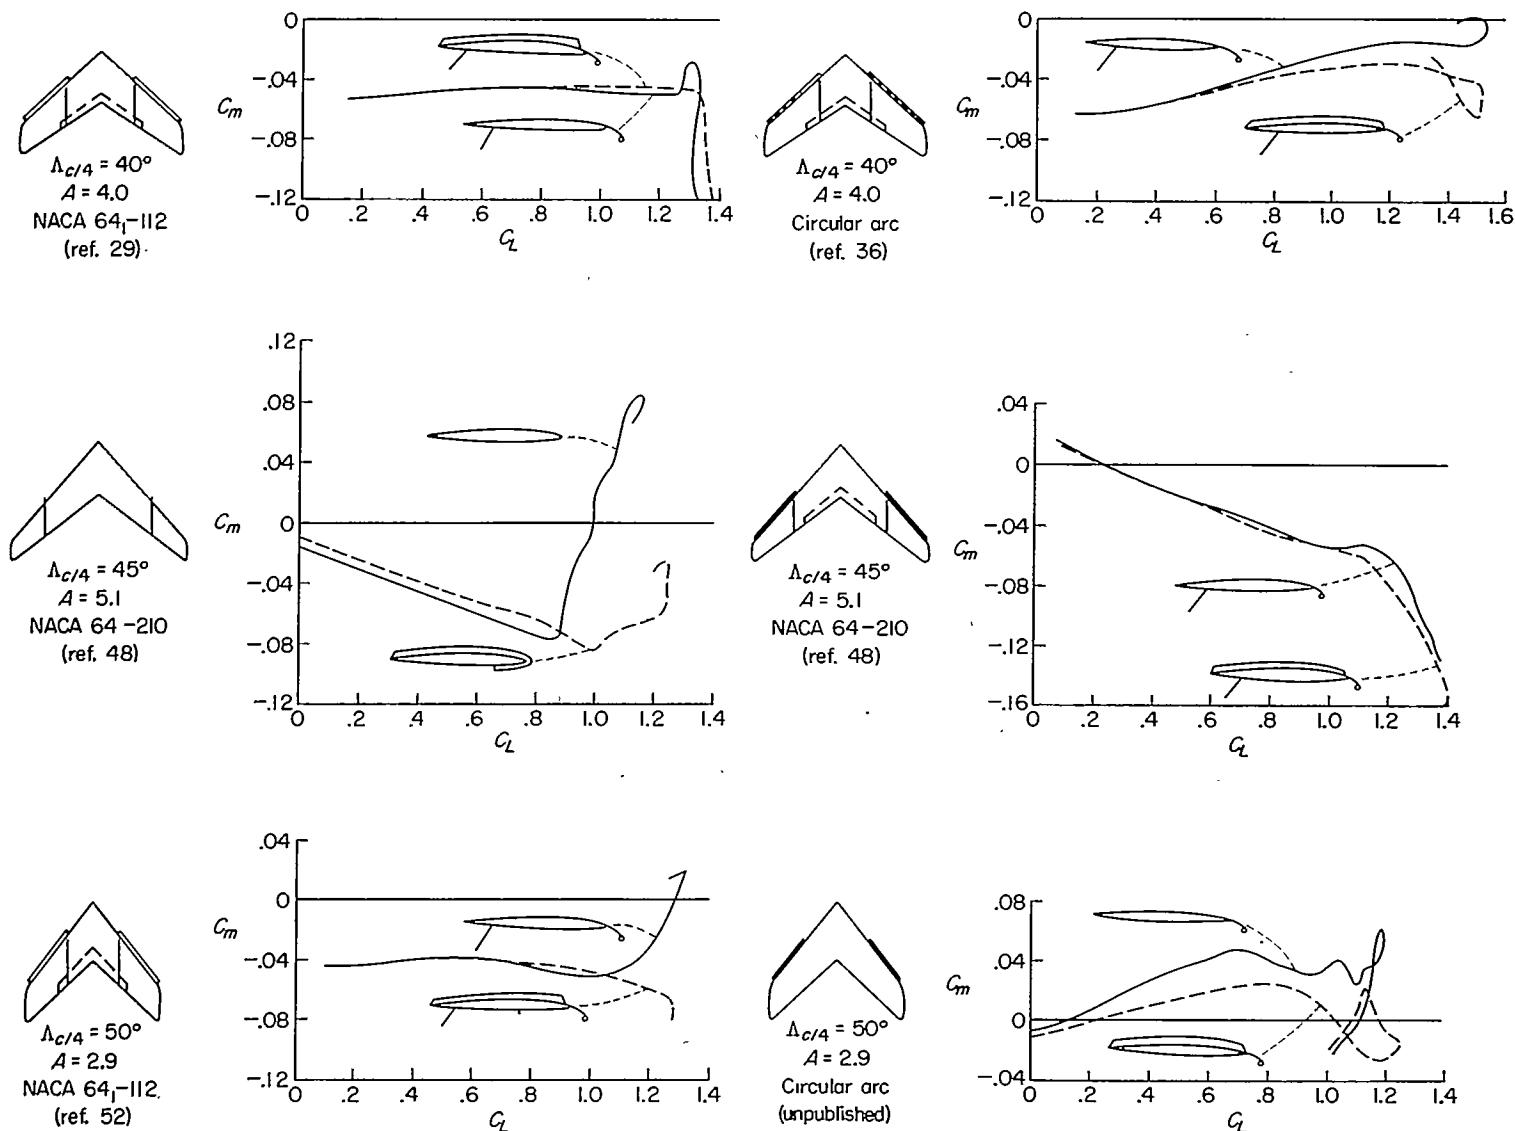 0
-.04
Cm
-.08
-.12
0 .2 .4 .6 .8 1.0 1.2 1.4
CL
Λc/4 = 40°
A = 4.0
NACA 641-112
(ref. 29)
0
-.04
Cm
-.08
-.12
0 .2 .4 .6 .8 1.0 1.2 1.4 1.6
CL
Λc/4 = 40°
A = 4.0
Circular arc
(ref. 36)
.12
.08
.04
Cm 0
-.04
-.08
-.12
0 .2 .4 .6 .8 1.0 1.2 1.4
CL
Λc/4 = 45°
A = 5.1
NACA 64-210
(ref. 48)
.04
0
-.04
Cm
-.08
-.12
-.16
0 .2 .4 .6 .8 1.0 1.2 1.4
CL
Λc/4 = 45°
A = 5.1
NACA 64-210
(ref. 48)
.04
0
Cm
-.04
-.08
-.12
0 .2 .4 .6 .8 1.0 1.2 1.4
CL
Λc/4 = 50°
A = 2.9
NACA 641-112
(ref. 52)
.08
.04
Cm
0
-.04
0 .2 .4 .6 .8 1.0 1.2 1.4
CL
Λc/4 = 50°
A = 2.9
Circular arc
(unpublished)